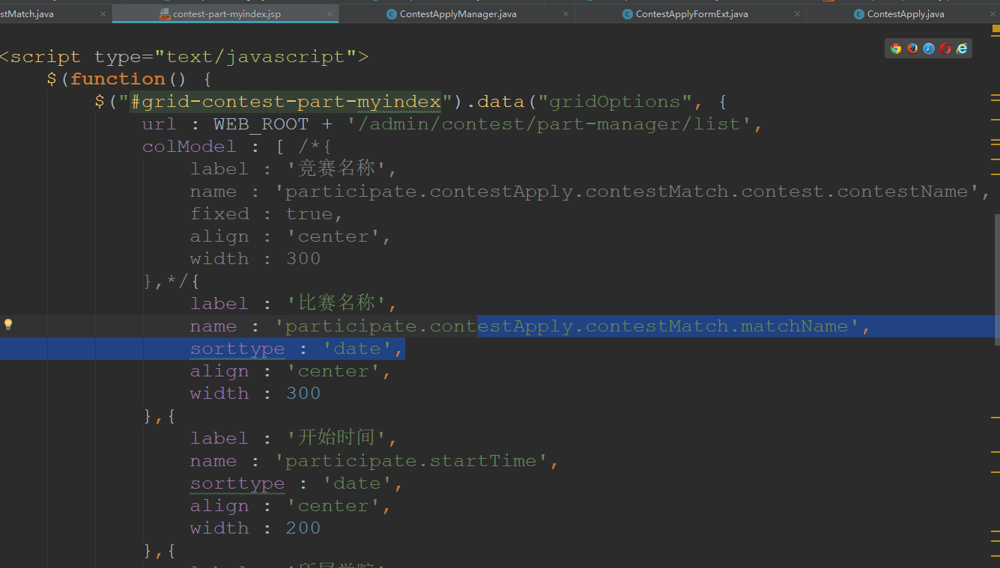 stMatch.java × contest-part-myindex.jsp × ContestApplyManager.java × ContestApplyFormExt.java × ContestApply.java ×
<script type="text/javascript">
$(function() {
$("#grid-contest-part-myindex").data("gridOptions", {
url : WEB_ROOT + '/admin/contest/part-manager/list',
colModel : [ /*{
label : '竞赛名称',
name : 'participate.contestApply.contestMatch.contest.contestName',
fixed : true,
align : 'center',
width : 300
},*/{
label : '比赛名称',
name : 'participate.contestApply.contestMatch.matchName',
sorttype : 'date',
align : 'center',
width : 300
},{
label : '开始时间',
name : 'participate.startTime',
sorttype : 'date',
align : 'center',
width : 200
},{